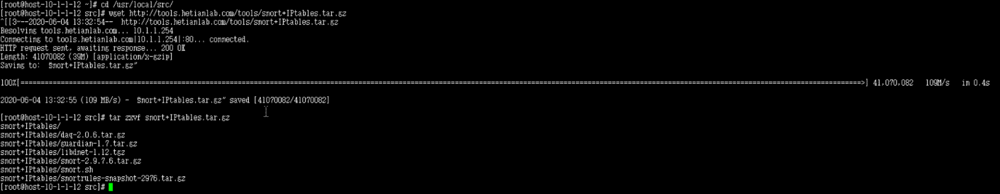 [root@host-10-1-1-12 ~]# cd /usr/local/src/
[root@host-10-1-1-12 src]# wget http://tools.hetianlab.com/tools/snort+IPtables.tar.gz
^[[3~--2020-06-04 13:32:54--  http://tools.hetianlab.com/tools/snort+IPtables.tar.gz
Resolving tools.hetianlab.com... 10.1.1.254
Connecting to tools.hetianlab.com|10.1.1.254|:80... connected.
HTTP request sent, awaiting response... 200 OK
Length: 41070082 (39M) [application/x-gzip]
Saving to: “snort+IPtables.tar.gz”
100%[=====================================================================================>] 41,070,082   109M/s   in 0.4s
2020-06-04 13:32:55 (109 MB/s) - “snort+IPtables.tar.gz” saved [41070082/41070082]
[root@host-10-1-1-12 src]# tar zxvf snort+IPtables.tar.gz
snort+IPtables/
snort+IPtables/daq-2.0.6.tar.gz
snort+IPtables/guardian-1.7.tar.gz
snort+IPtables/libdnet-1.12.tgz
snort+IPtables/snort-2.9.7.6.tar.gz
snort+IPtables/snort.sh
snort+IPtables/snortrules-snapshot-2976.tar.gz
[root@host-10-1-1-12 src]#